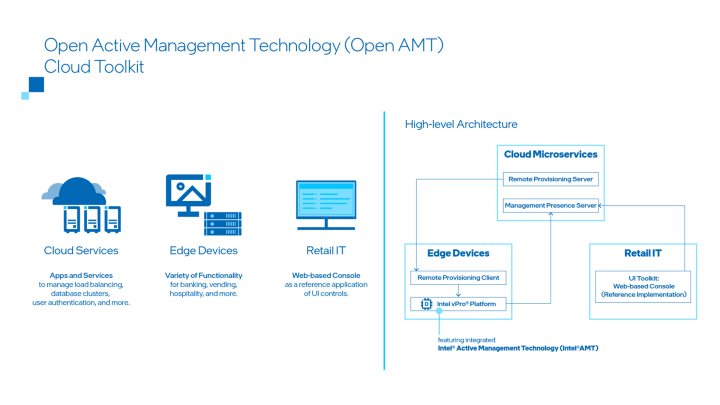 Open Active Management Technology (Open AMT)
Cloud Toolkit
Cloud Services
Apps and Services
to manage load balancing,
database clusters,
user authentication, and more.
Edge Devices
Variety of Functionality
for banking, vending,
hospitality, and more.
Retail IT
Web-based Console
as a reference application
of UI controls.
High-level Architecture
Cloud Microservices
Remote Provisioning Server
Management Presence Server
Edge Devices
Remote Provisioning Client
Intel vPro® Platform
featuring integrated
Intel® Active Management Technology (Intel®AMT)
Retail IT
UI Toolkit:
Web-based Console
(Reference Implementation)